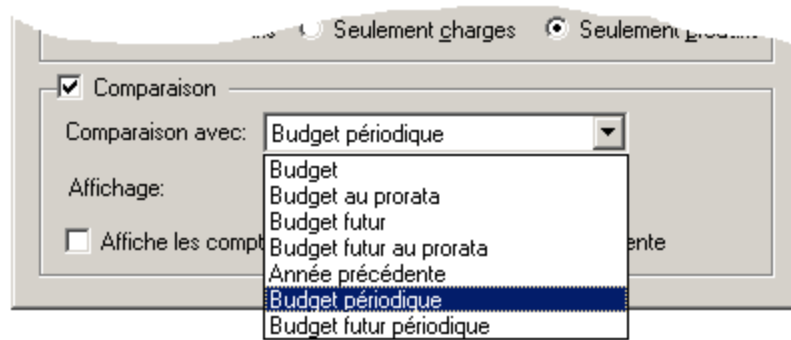 Seulement charges Seulement
Comparaison
Comparaison avec: Budget périodique
Budget
Budget au prorata
Affichage:
Budget futur
Budget futur au prorata
Affiche les compt ente
Année précédente
Budget périodique
Budget futur périodique